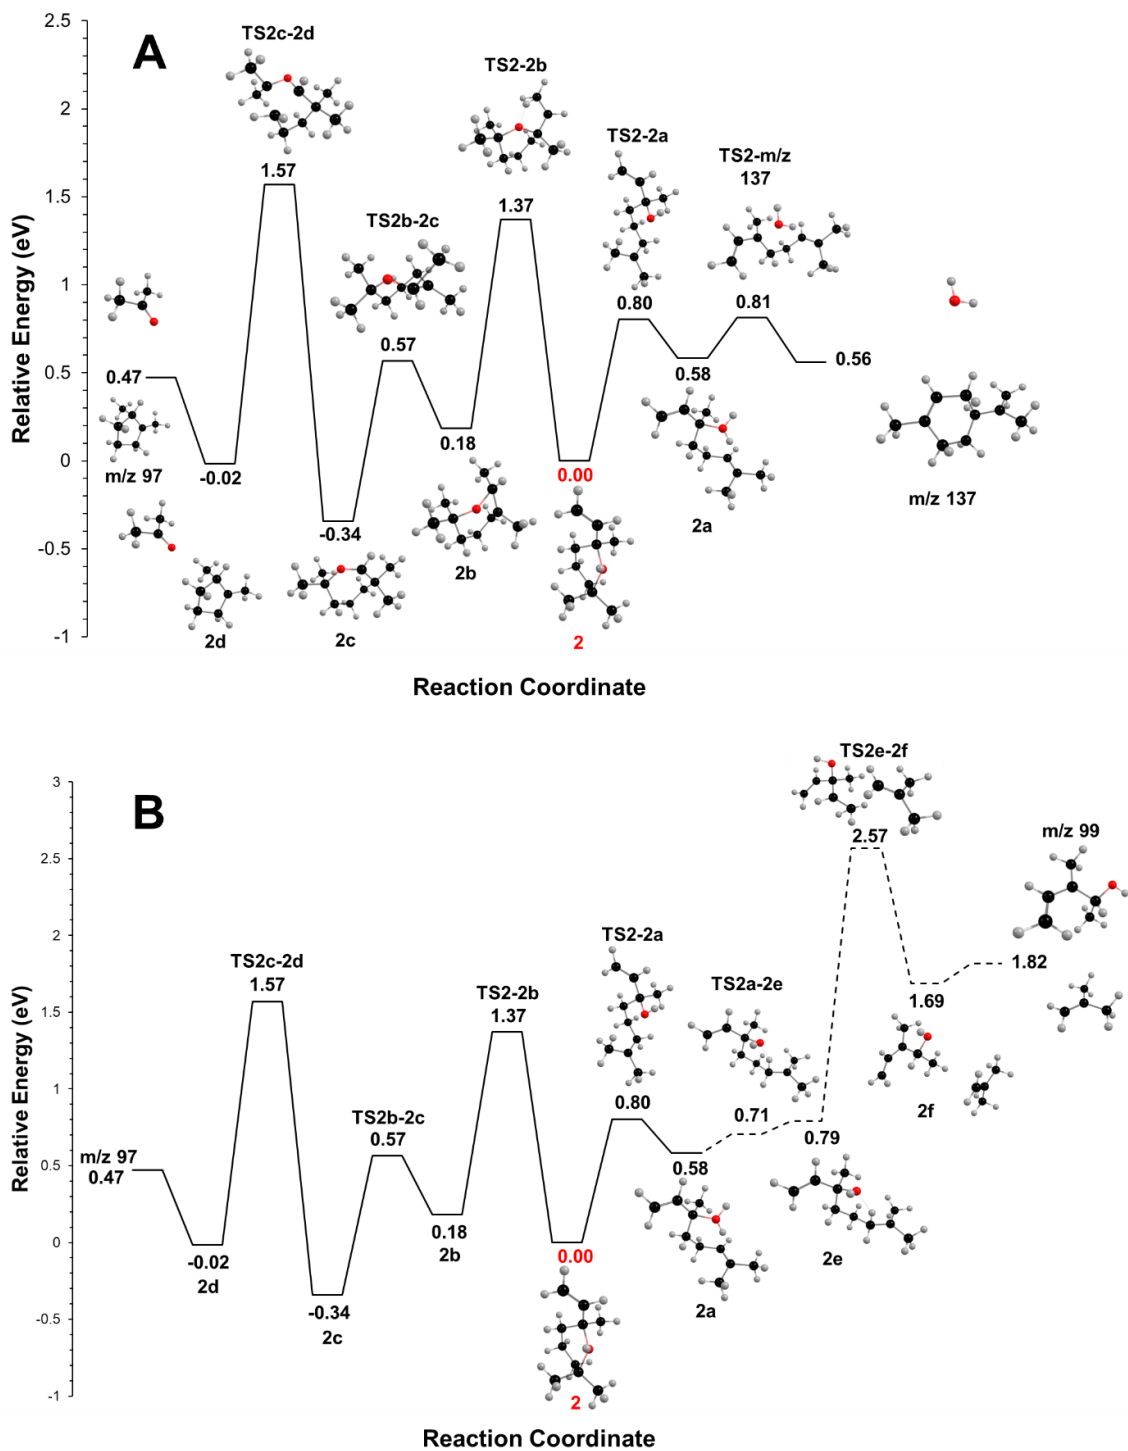 A
TS2c-2d
1.57
TS2-2b
1.37
TS2b-2c
0.57
TS2-2a
0.80
TS2-m/z
137
0.81
2.5
2
1.5
1
0.5
0
-0.5
-1
Relative Energy (eV)
0.47
m/z 97
-0.02
2d
-0.34
2c
0.18
2b
0.00
2
0.58
2a
0.56
m/z 137
Reaction Coordinate
B
TS2e-2f
2.57
m/z 99
1.82
TS2c-2d
1.57
TS2-2b
1.37
TS2b-2c
0.57
TS2-2a
0.80
TS2a-2e
0.71
3
2.5
2
1.5
1
0.5
0
-0.5
-1
Relative Energy (eV)
m/z 97
0.47
-0.02
2d
-0.34
2c
0.18
2b
0.00
2
0.58
2a
0.79
2e
1.69
2f
Reaction Coordinate